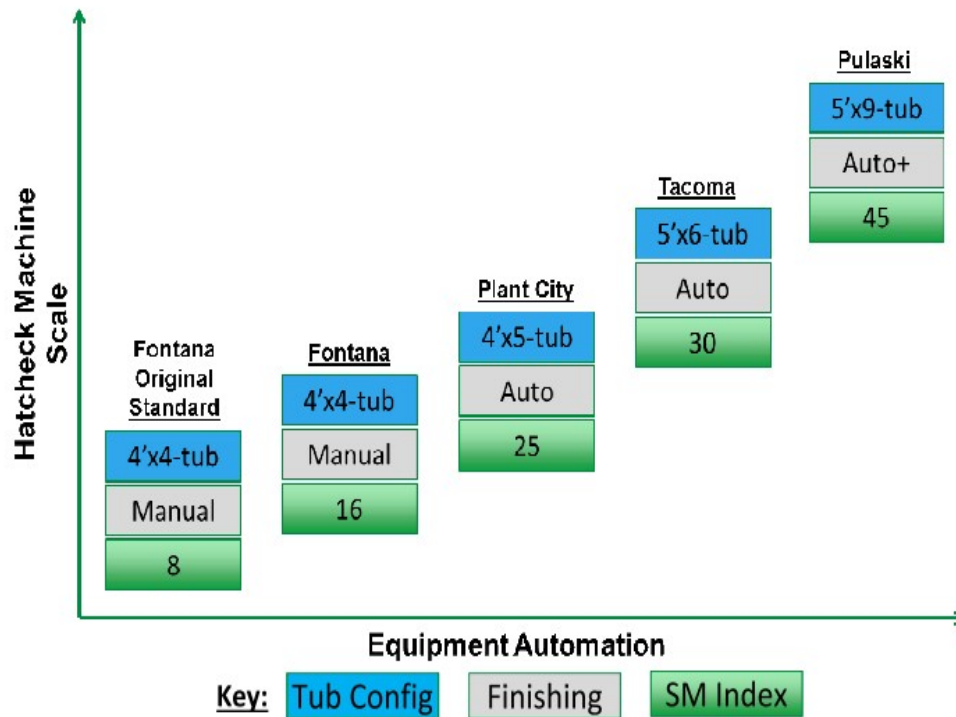 Hatcheck Machine
Scale
Fontana
Original
Standard
4'x4-tub
Manual
8
Fontana
4'x4-tub
Manual
16
Plant City
4'x5-tub
Auto
25
Tacoma
5'x6-tub
Auto
30
Pulaski
5'x9-tub
Auto+
45
Equipment Automation
Key: Tub Config Finishing SM Index